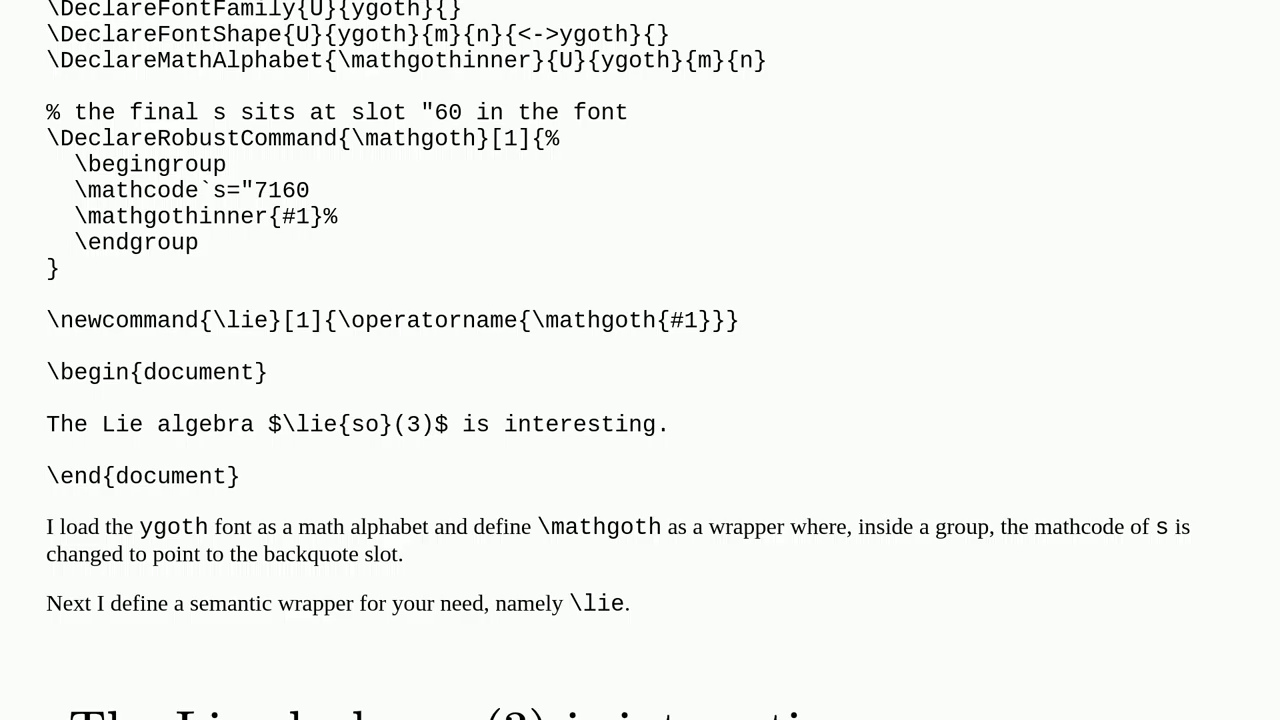 \DeclareFontFamily{U}{ygoth}{}
\DeclareFontShape{U}{ygoth}{m}{n}{<->ygoth}{}
\DeclareMathAlphabet{\mathgothinner}{U}{ygoth}{m}{n}
% the final s sits at slot "60 in the font
\DeclareRobustCommand{\mathgoth}[1]{%
  \begingroup
  \mathcode`s="7160
  \mathgothinner{#1}%
  \endgroup
}
\newcommand{\lie}[1]{\operatorname{\mathgoth{#1}}}
\begin{document}
The Lie algebra $\lie{so}(3)$ is interesting.
\end{document}
I load the ygoth font as a math alphabet and define \mathgoth as a wrapper where, inside a group, the mathcode of s is
changed to point to the backquote slot.
Next I define a semantic wrapper for your need, namely \lie.